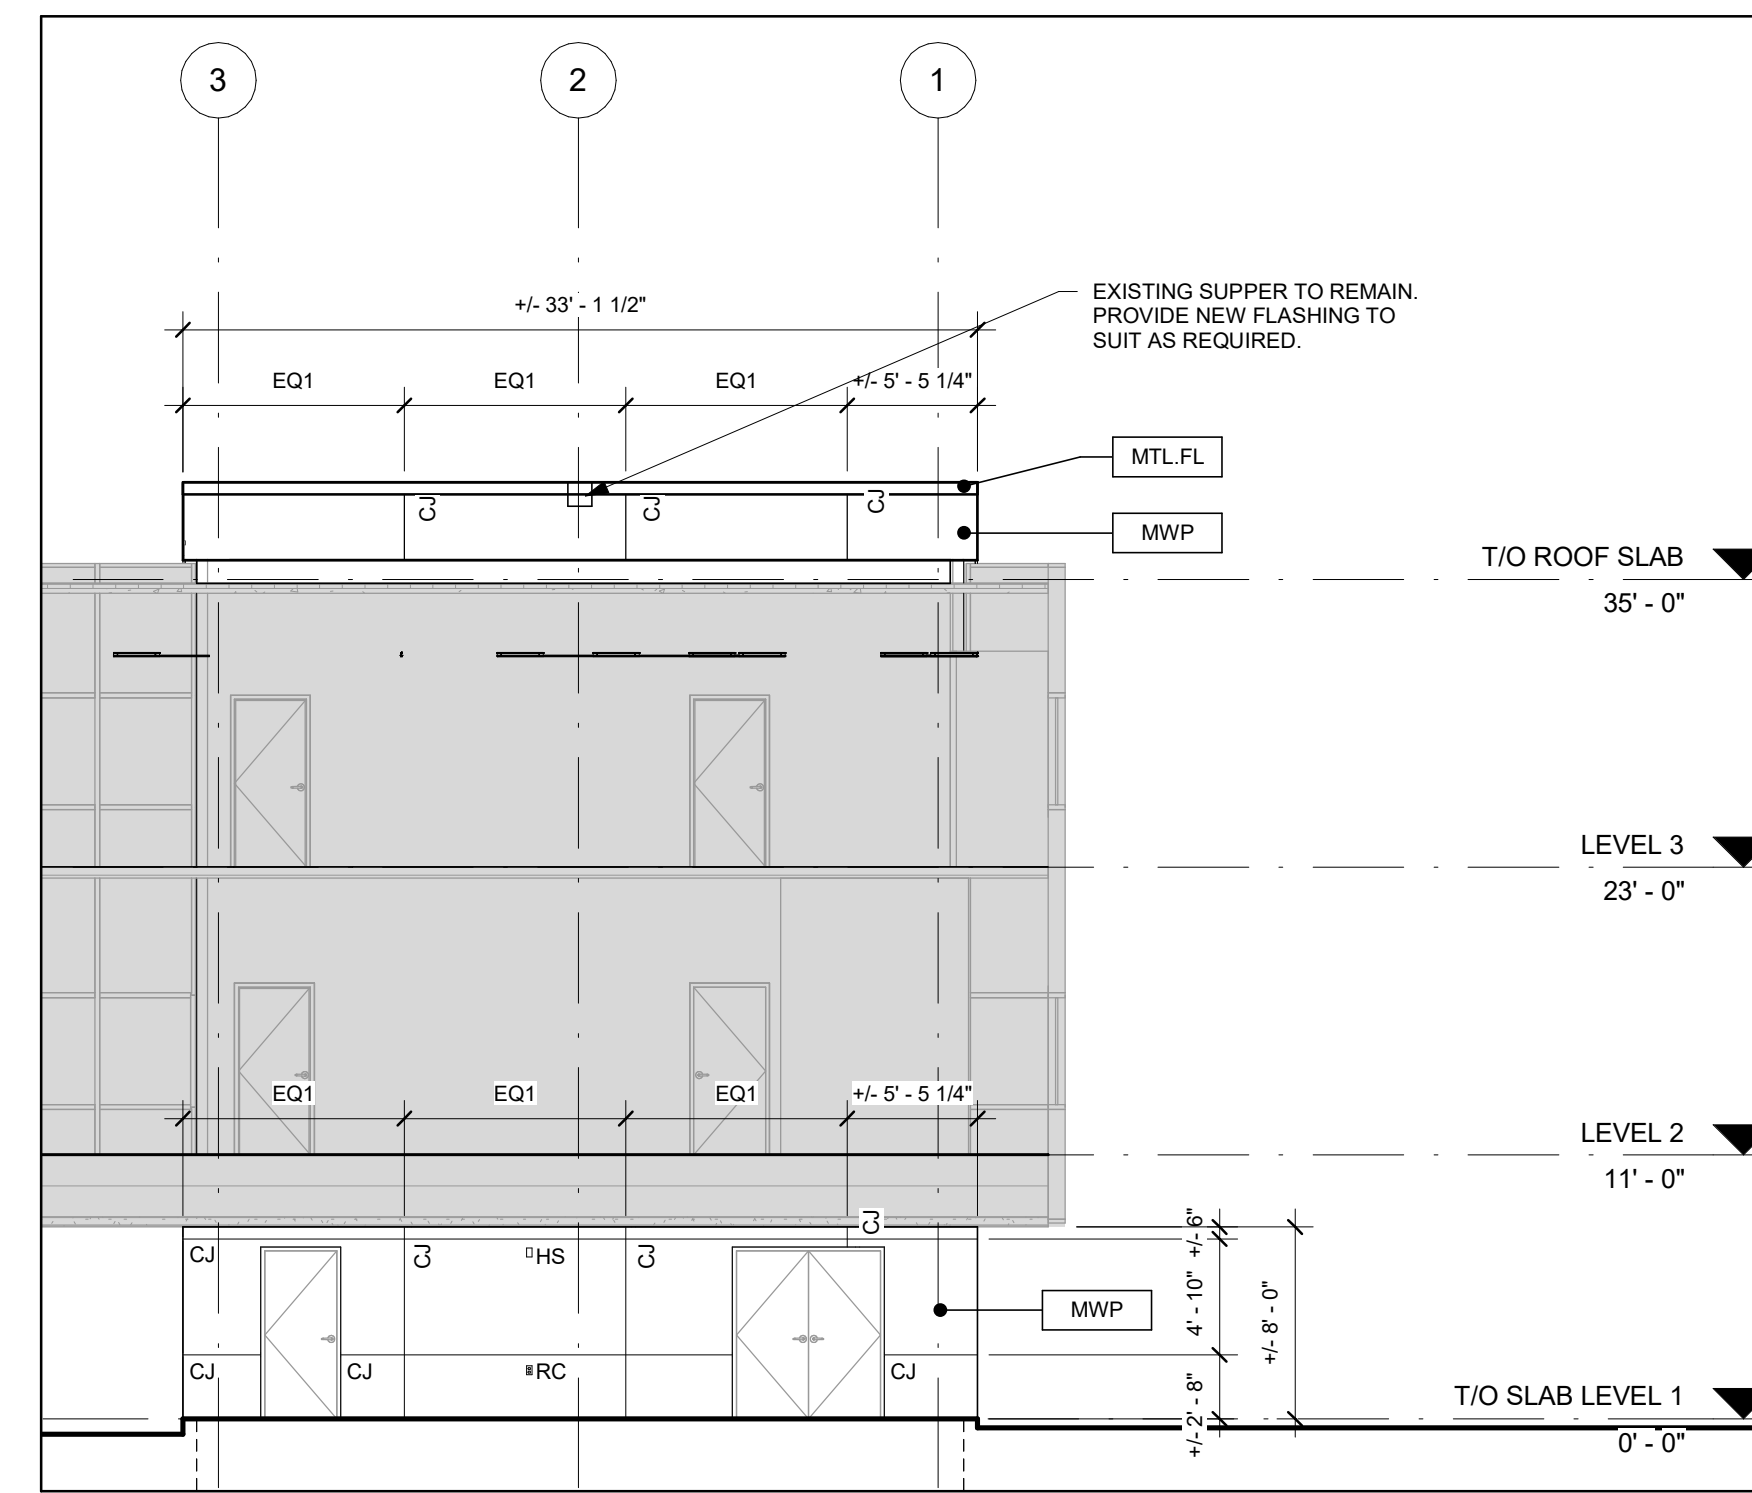 3
2
1
+/- 33' - 1 1/2"
EXISTING SUPPER TO REMAIN.
PROVIDE NEW FLASHING TO
SUIT AS REQUIRED.
EQ1
EQ1
EQ1
+/- 5' - 5 1/4"
MTL.FL
CJ
CJ
CJ
MWP
T/O ROOF SLAB
35' - 0"
LEVEL 3
23' - 0"
EQ1
EQ1
EQ1
+/- 5' - 5 1/4"
LEVEL 2
11' - 0"
CJ
+/- 6"
CJ
CJ
HS
CJ
4' - 10"
+/- 8' - 0"
MWP
CJ
CJ
RC
CJ
+/- 2' - 8"
T/O SLAB LEVEL 1
0' - 0"